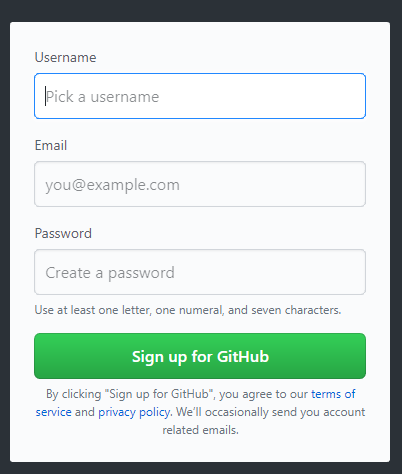 Username
Pick a username
Email
you@example.com
Password
Create a password
Use at least one letter, one numeral, and seven characters.
Sign up for GitHub
By clicking "Sign up for GitHub", you agree to our terms of
service and privacy policy. We’ll occasionally send you account
related emails.